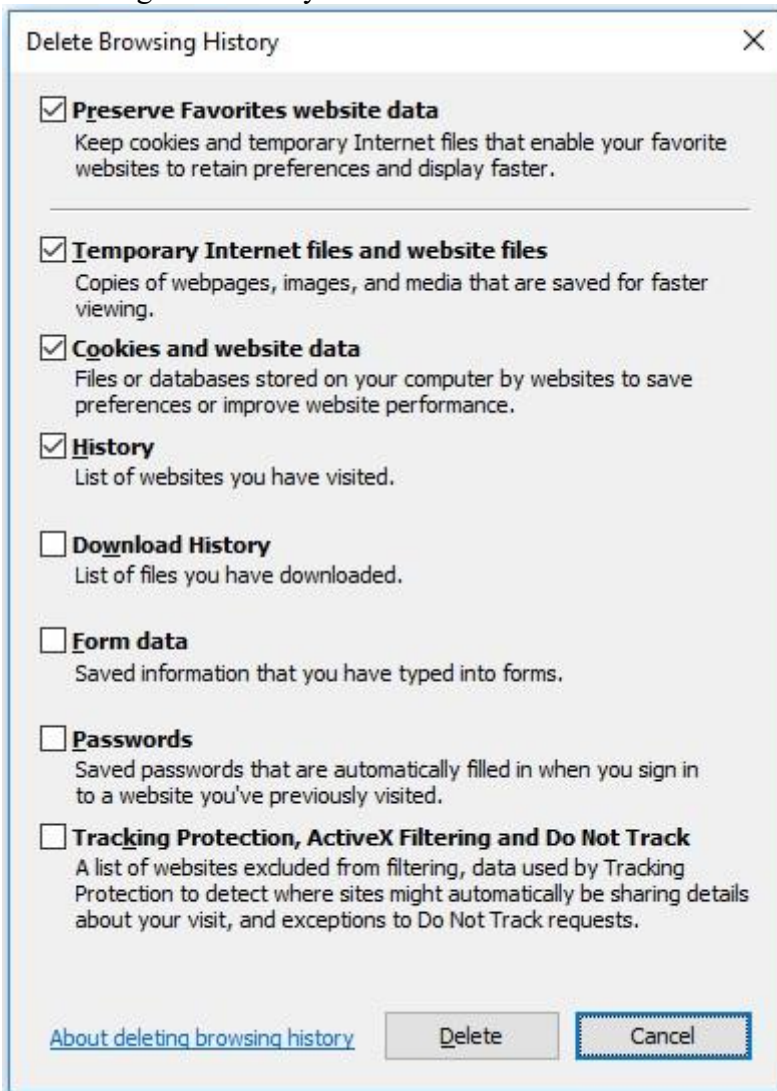 Delete Browsing History
Preserve Favorites website data
Keep cookies and temporary Internet files that enable your favorite
websites to retain preferences and display faster.
Temporary Internet files and website files
Copies of webpages, images, and media that are saved for faster
viewing.
Cookies and website data
Files or databases stored on your computer by websites to save
preferences or improve website performance.
History
List of websites you have visited.
Download History
List of files you have downloaded.
Form data
Saved information that you have typed into forms.
Passwords
Saved passwords that are automatically filled in when you sign in
to a website you've previously visited.
Tracking Protection, ActiveX Filtering and Do Not Track
A list of websites excluded from filtering, data used by Tracking
Protection to detect where sites might automatically be sharing details
about your visit, and exceptions to Do Not Track requests.
About deleting browsing history Delete Cancel